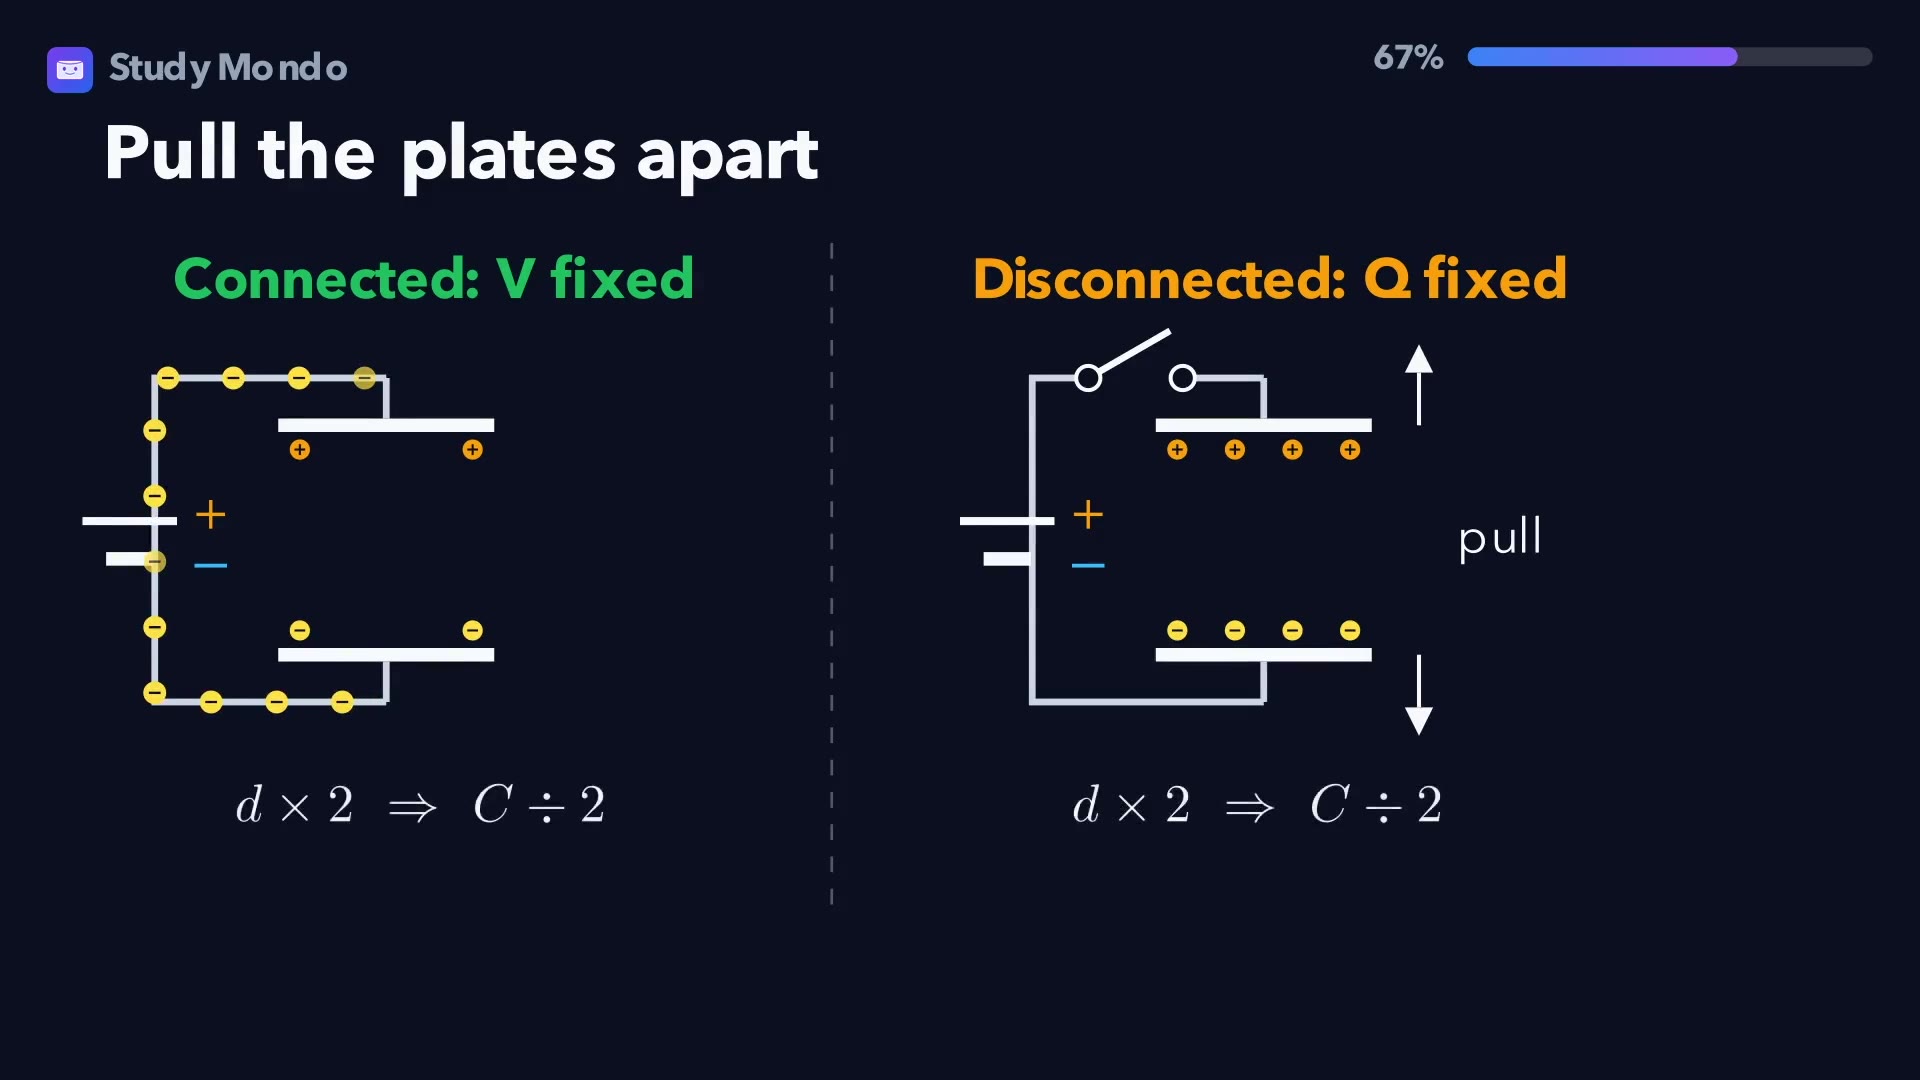 Study Mondo
67%
Pull the plates apart
Connected: V fixed
Disconnected: Q fixed
+
−
+
−
pull
d × 2 ⇒ C ÷ 2
d × 2 ⇒ C ÷ 2